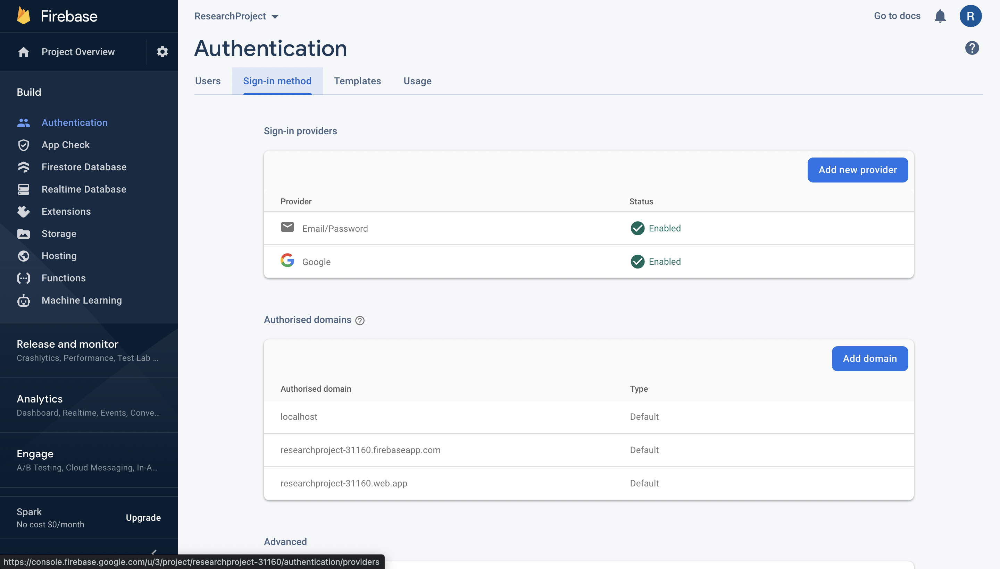 Firebase
Project Overview
Build
Authentication
App Check
Firestore Database
Realtime Database
Extensions
Storage
Hosting
Functions
Machine Learning
Release and monitor
Crashlytics, Performance, Test Lab ...
Analytics
Dashboard, Realtime, Events, Conve...
Engage
A/B Testing, Cloud Messaging, In-A...
Spark
No cost $0/month
Upgrade
ResearchProject
Go to docs
R
Authentication
?
Users
Sign-in method
Templates
Usage
Sign-in providers
Add new provider
Provider Status
Email/Password Enabled
Google Enabled
Authorised domains ?
Add domain
Authorised domain Type
localhost Default
researchproject-31160.firebaseapp.com Default
researchproject-31160.web.app Default
Advanced
https://console.firebase.google.com/u/3/project/researchproject-31160/authentication/providers